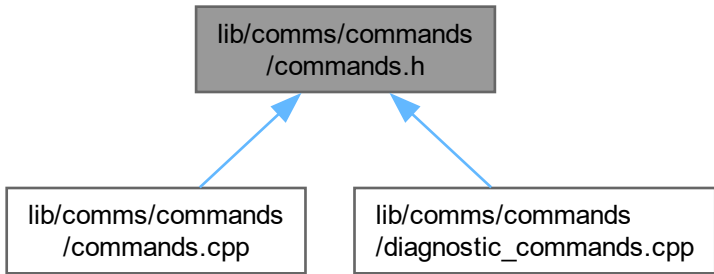 lib/comms/commands
/commands.h
lib/comms/commands
/commands.cpp
lib/comms/commands
/diagnostic_commands.cpp